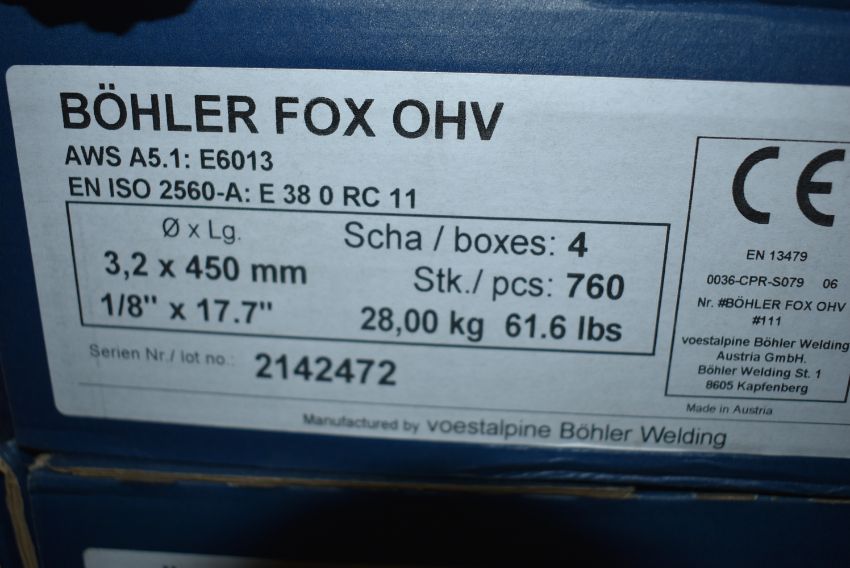 BÖHLER FOX OHV
AWS A5.1: E6013
EN ISO 2560-A: E 38 0 RC 11
Ø x Lg.
3,2 x 450 mm
1/8" x 17.7"
Scha / boxes: 4
Stk./ pcs: 760
28,00 kg 61.6 lbs
Serien Nr./ lot no.: 2142472
CE
EN 13479
0036-CPR-S079 06
Nr. #BÖHLER FOX OHV
#111
voestalpine Böhler Welding
Austria GmbH.
Böhler Welding St. 1
8605 Kapfenberg
Made in Austria
Manufactured by voestalpine Böhler Welding